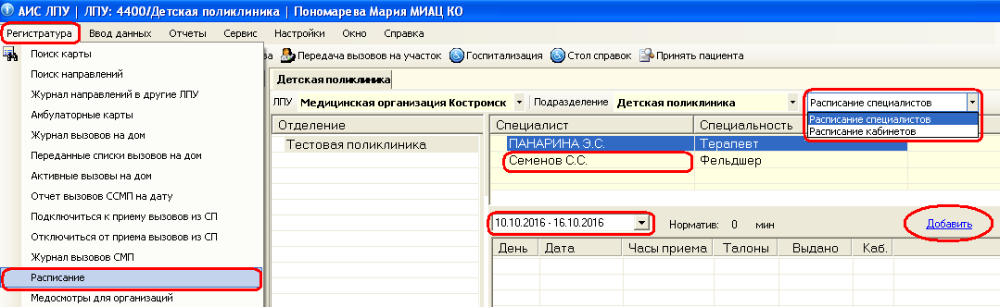 АИС ЛПУ | ЛПУ: 4400/Детская поликлиника | Пономарева Мария МИАЦ КО
Регистратура Ввод данных Отчеты Сервис Настройки Окно Справка
Передача вызовов на участок Госпитализация Стол справок Принять пациента
Поиск карты
Поиск направлений
Журнал направлений в другие ЛПУ
Амбулаторные карты
Журнал вызовов на дом
Переданные списки вызовов на дом
Активные вызовы на дом
Отчет вызовов ССМП на дату
Подключиться к приему вызовов из СП
Отключиться от приема вызовов из СП
Журнал вызовов СМП
Расписание
Медосмотры для организаций
Детская поликлиника
ЛПУ Медицинская организация Костромск Подразделение Детская поликлиника Расписание специалистов
Расписание специалистов
Расписание кабинетов
Отделение
Тестовая поликлиника
Специалист Специальность
ПАНАРИНА Э.С. Терапевт
Семенов С.С. Фельдшер
10.10.2016 - 16.10.2016 Норматив: 0 мин Добавить
День Дата Часы приема Талоны Выдано Каб.